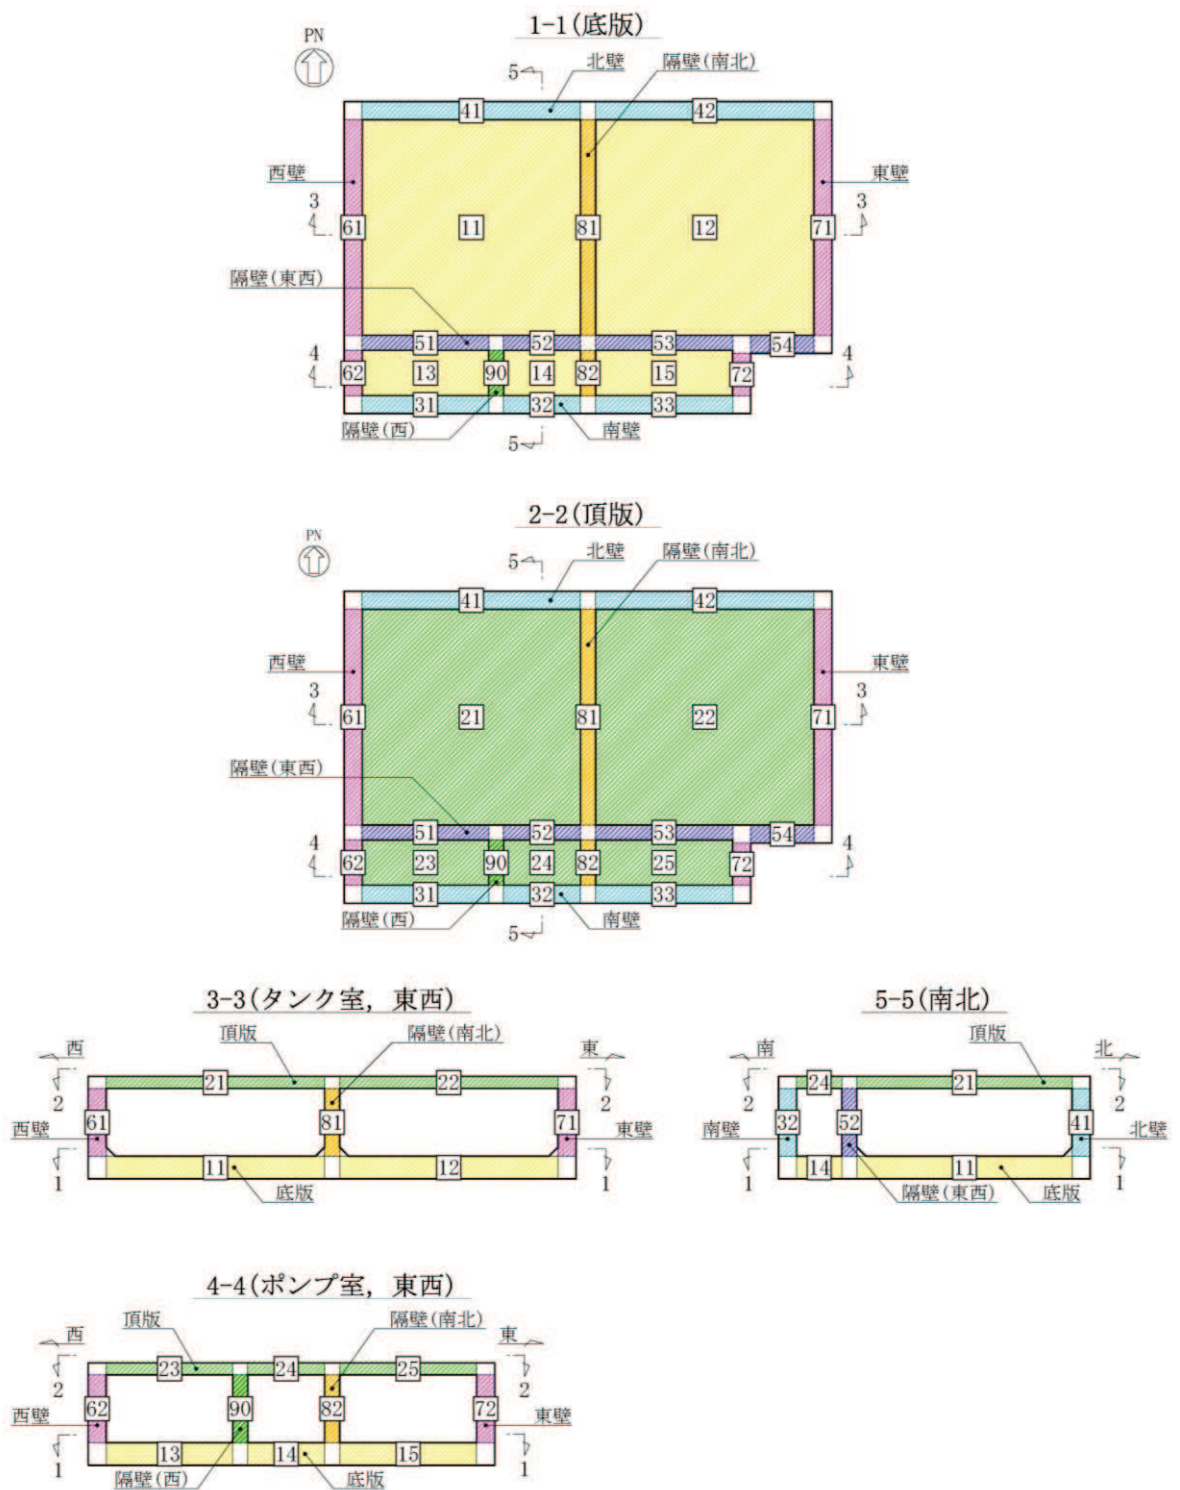 1-1(底版)
PN
5
北壁
隔壁(南北)
41
42
西壁
東壁
3
3
61
11
81
12
71
隔壁(東西)
51
52
53
54
4
4
62
13
90
14
82
15
72
31
32
33
隔壁(西)
南壁
5
2-2(頂版)
PN
5
北壁
隔壁(南北)
41
42
西壁
東壁
3
3
61
21
81
22
71
隔壁(東西)
51
52
53
54
4
4
62
23
90
24
82
25
72
31
32
33
隔壁(西)
南壁
5
3-3(タンク室, 東西)
頂版
隔壁(南北)
西
東
21
22
2
2
61
81
71
西壁
東壁
11
12
1
1
底版
5-5(南北)
頂版
南
北
24
21
2
2
32
52
41
南壁
北壁
14
11
1
1
隔壁(東西)
底版
4-4(ポンプ室, 東西)
頂版
隔壁(南北)
西
東
23
24
25
2
2
62
90
82
72
西壁
東壁
13
14
15
1
1
隔壁(西)
底版